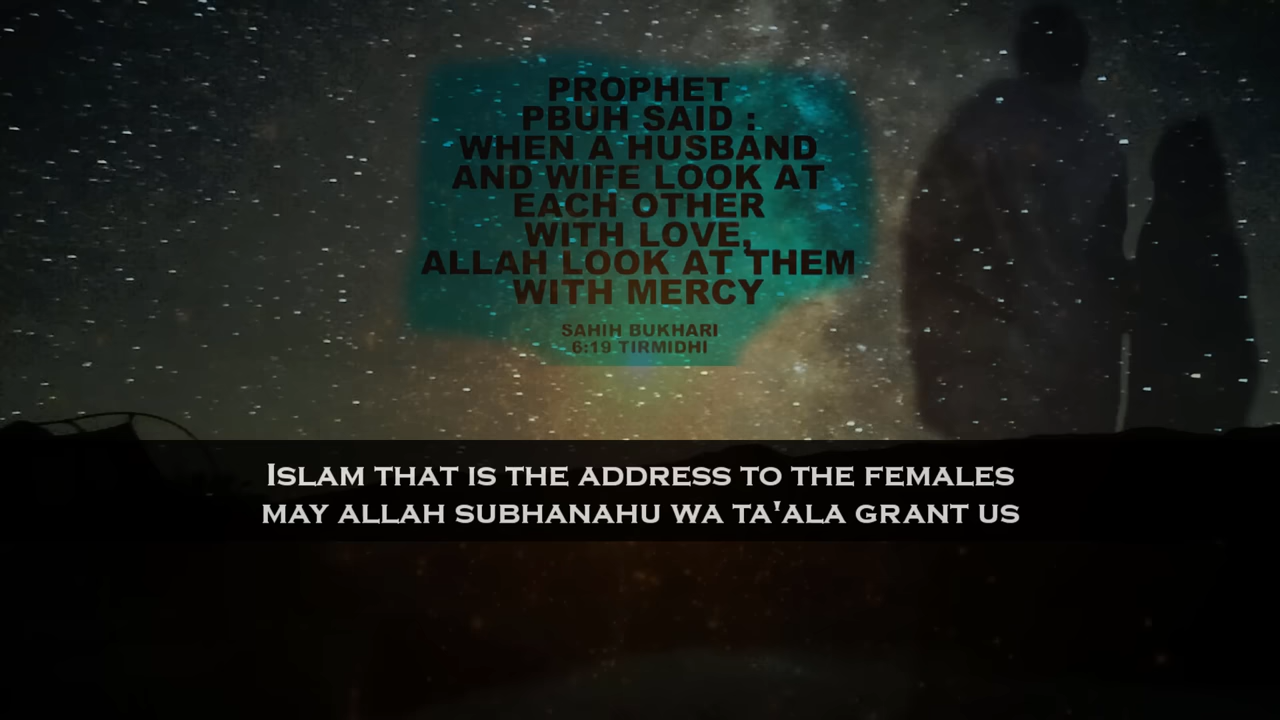 PROPHET
PBUH SAID :
WHEN A HUSBAND
AND WIFE LOOK AT
EACH OTHER
WITH LOVE,
ALLAH LOOK AT THEM
WITH MERCY
SAHIH BUKHARI
6:19 TIRMIDHI
ISLAM THAT IS THE ADDRESS TO THE FEMALES
MAY ALLAH SUBHANAHU WA TA'ALA GRANT US